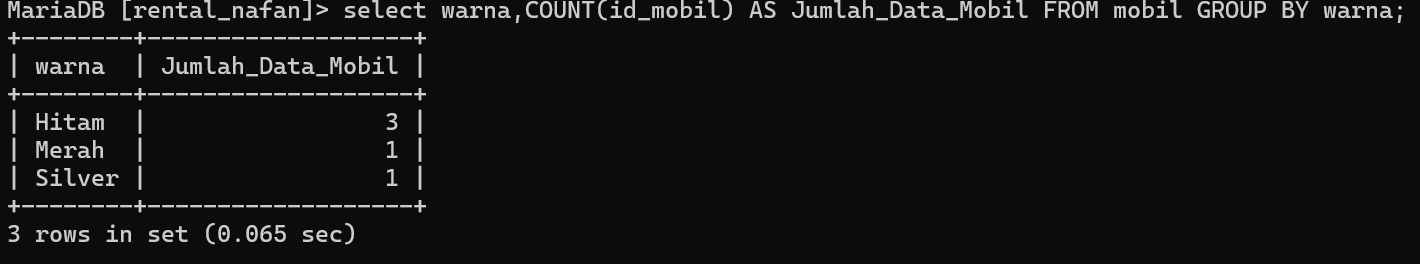 MariaDB [rental_nafan]> select warna,COUNT(id_mobil) AS Jumlah_Data_Mobil FROM mobil GROUP BY warna;
+--------+-------------------+
| warna  | Jumlah_Data_Mobil |
+--------+-------------------+
| Hitam  |                 3 |
| Merah  |                 1 |
| Silver |                 1 |
+--------+-------------------+
3 rows in set (0.065 sec)